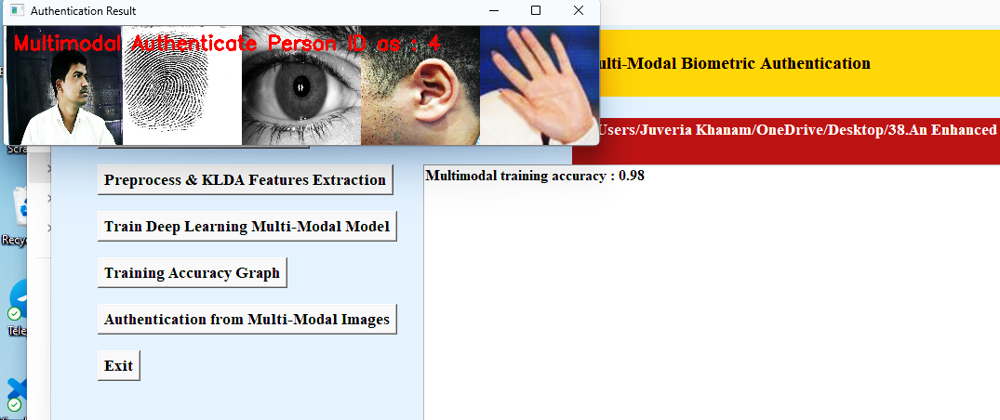 Authentication Result
Multimodal Authenticate Person ID as : 4
ulti-Modal Biometric Authentication
Users/Juveria Khanam/OneDrive/Desktop/38.An Enhanced
Scra
Preprocess & KLDA Features Extraction
Multimodal training accuracy : 0.98
Train Deep Learning Multi-Modal Model
Recy
Training Accuracy Graph
Authentication from Multi-Modal Images
Tele
Exit